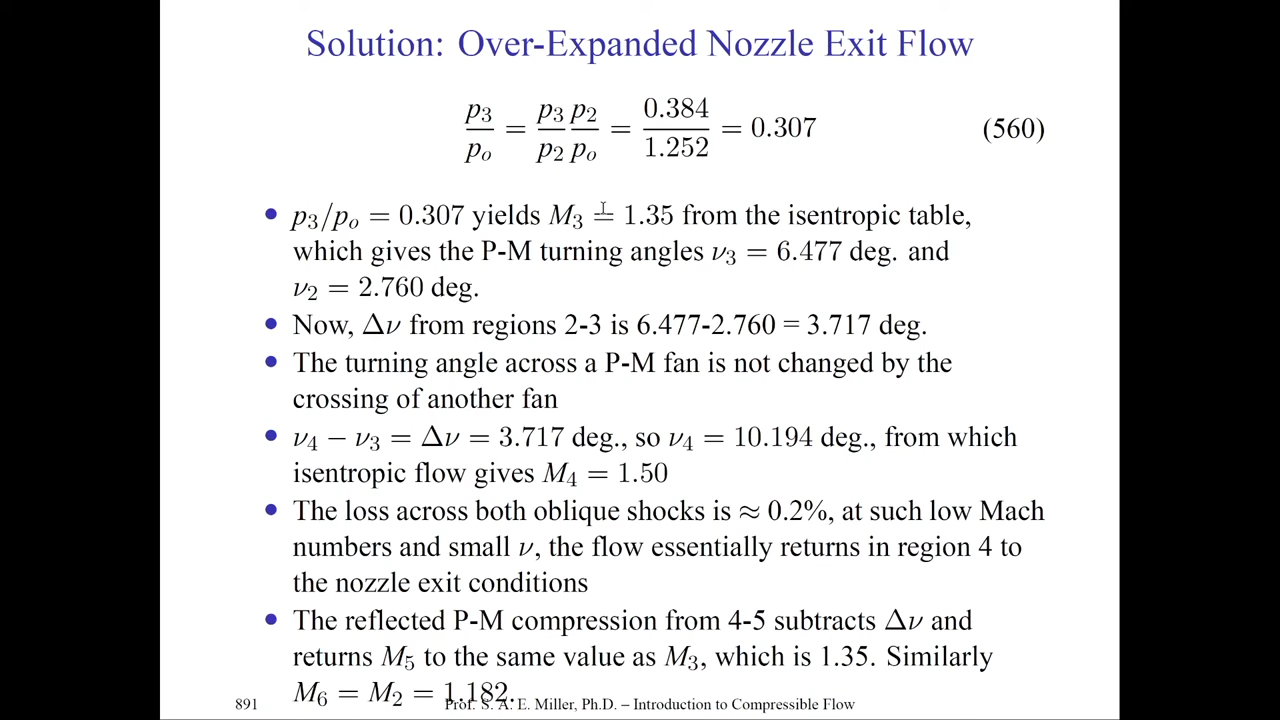 Solution: Over-Expanded Nozzle Exit Flow
p₃/pₒ = p₃/p₂ p₂/pₒ = 0.384/1.252 = 0.307 (560)
• p₃/pₒ = 0.307 yields M₃ = 1.35 from the isentropic table,
which gives the P-M turning angles ν₃ = 6.477 deg. and
ν₂ = 2.760 deg.
• Now, Δν from regions 2-3 is 6.477-2.760 = 3.717 deg.
• The turning angle across a P-M fan is not changed by the
crossing of another fan
• ν₄ − ν₃ = Δν = 3.717 deg., so ν₄ = 10.194 deg., from which
isentropic flow gives M₄ = 1.50
• The loss across both oblique shocks is ≈ 0.2%, at such low Mach
numbers and small ν, the flow essentially returns in region 4 to
the nozzle exit conditions
• The reflected P-M compression from 4-5 subtracts Δν and
returns M₅ to the same value as M₃, which is 1.35. Similarly
M₆ = M₂ = 1.182.
891 Prof. S. A. E. Miller, Ph.D. – Introduction to Compressible Flow